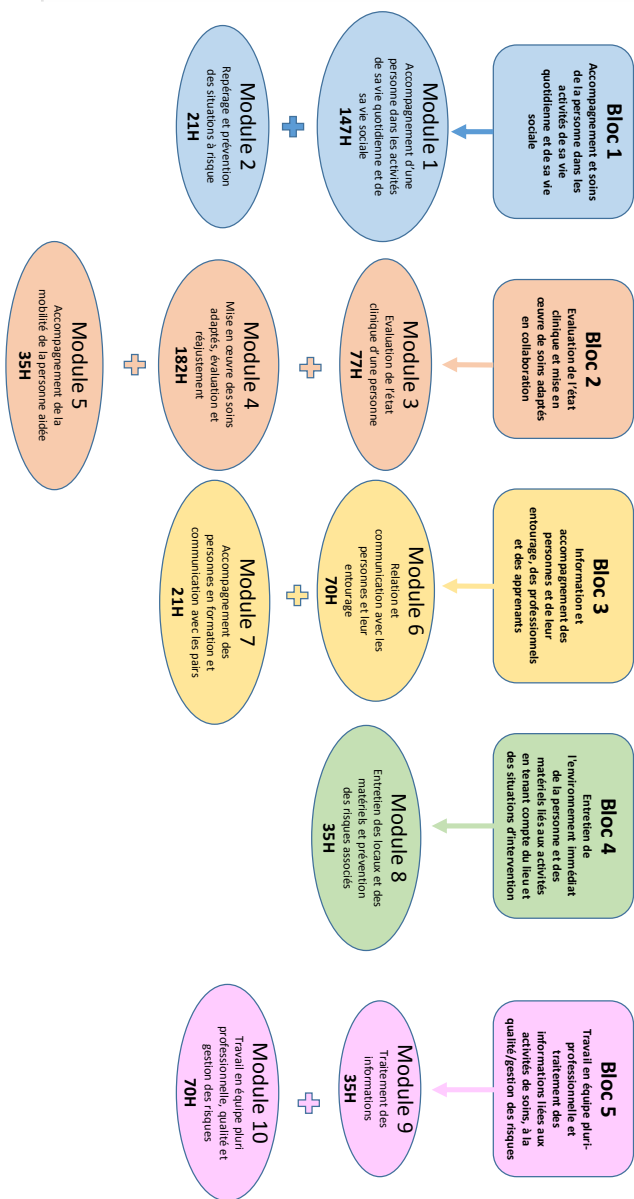 Bloc 1
Accompagnement et soins
de la personne dans les
activités de sa vie
quotidienne et de sa vie
sociale
Module 1
Accompagnement d'une
personne dans les activités
de sa vie quotidienne et de
sa vie sociale
147H
Module 2
Repérage et prévention
des situations à risque
21H
Bloc 2
Evaluation de l'état
clinique et mise en
œuvre de soins adaptés
en collaboration
Module 3
Evaluation de l'état
clinique d'une personne
77H
Module 4
Mise en œuvre des soins
adaptés, évaluation et
réajustement
182H
Module 5
Accompagnement de la
mobilité de la personne aidée
35H
Bloc 3
Information et
accompagnement des
personnes et de leur
entourage, des professionnels
et des apprenants
Module 6
Relation et
communication avec les
personnes et leur
entourage
70H
Module 7
Accompagnement des
personnes en formation et
communication avec les pairs
21H
Bloc 4
Entretien de
l'environnement immédiat
de la personne et des
matériels liés aux activités
en tenant compte du lieu et
des situations d'intervention
Module 8
Entretien des locaux et des
matériels et prévention
des risques associés
35H
Bloc 5
Travail en équipe pluri-
professionnelle et
traitement des
informations liées aux
activités de soins, à la
qualité/gestion des risques
Module 9
Traitement des
informations
35H
Module 10
Travail en équipe pluri
professionnelle, qualité et
gestion des risques
70H